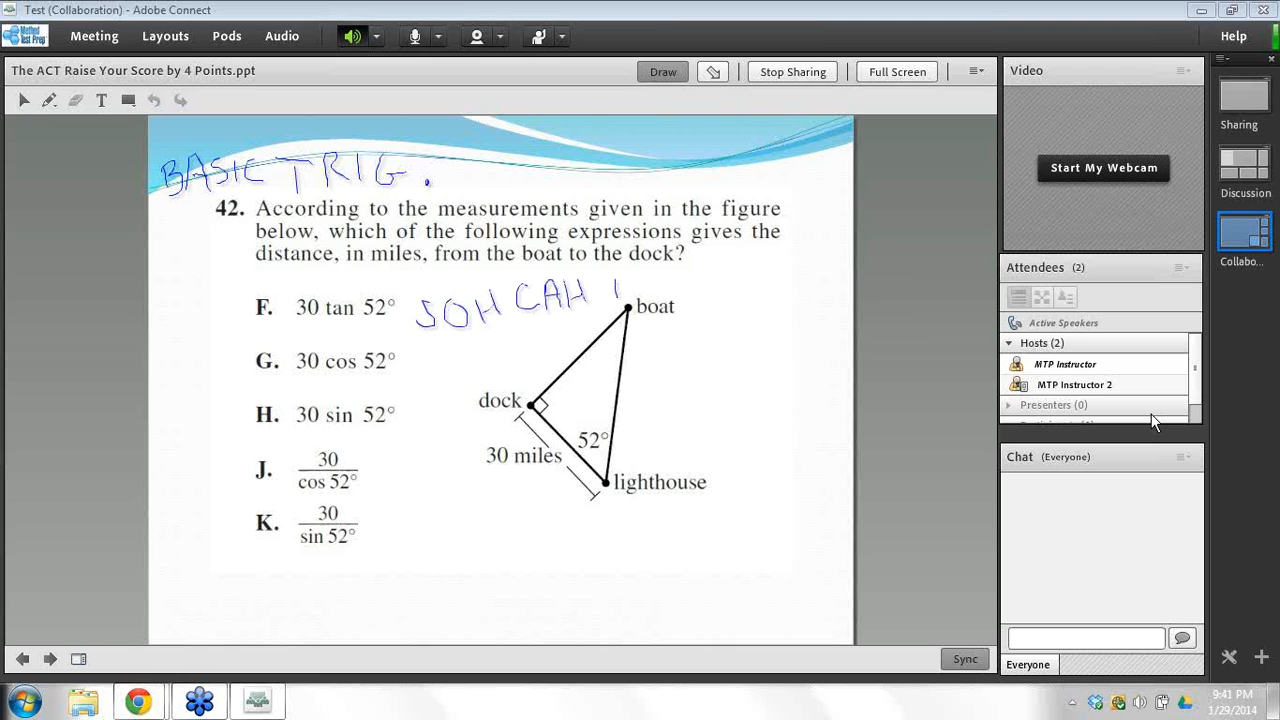 Test (Collaboration) - Adobe Connect
Method Test Prep
Meeting Layouts Pods Audio Help
The ACT Raise Your Score by 4 Points.ppt
Draw Stop Sharing Full Screen
BASIC TRIG.
42. According to the measurements given in the figure
below, which of the following expressions gives the
distance, in miles, from the boat to the dock?
F. 30 tan 52°
SOH CAH
G. 30 cos 52°
H. 30 sin 52°
J. 30
cos 52°
K. 30
sin 52°
boat
dock
52°
30 miles
lighthouse
Sync
Video
Start My Webcam
Attendees (2)
Active Speakers
Hosts (2)
MTP Instructor
MTP Instructor 2
Presenters (0)
Chat (Everyone)
Everyone
Sharing
Discussion
Collabo...
9:41 PM
1/29/2014